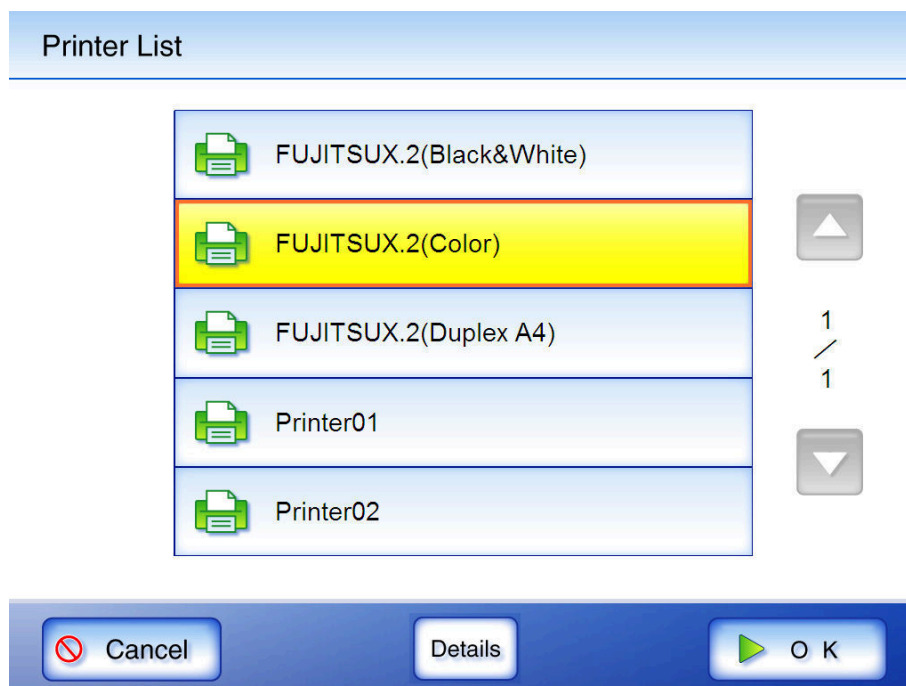 Printer List
FUJITSUX.2(Black&White)
FUJITSUX.2(Color)
FUJITSUX.2(Duplex A4)
Printer01
Printer02
1
/
1
Cancel
Details
O K